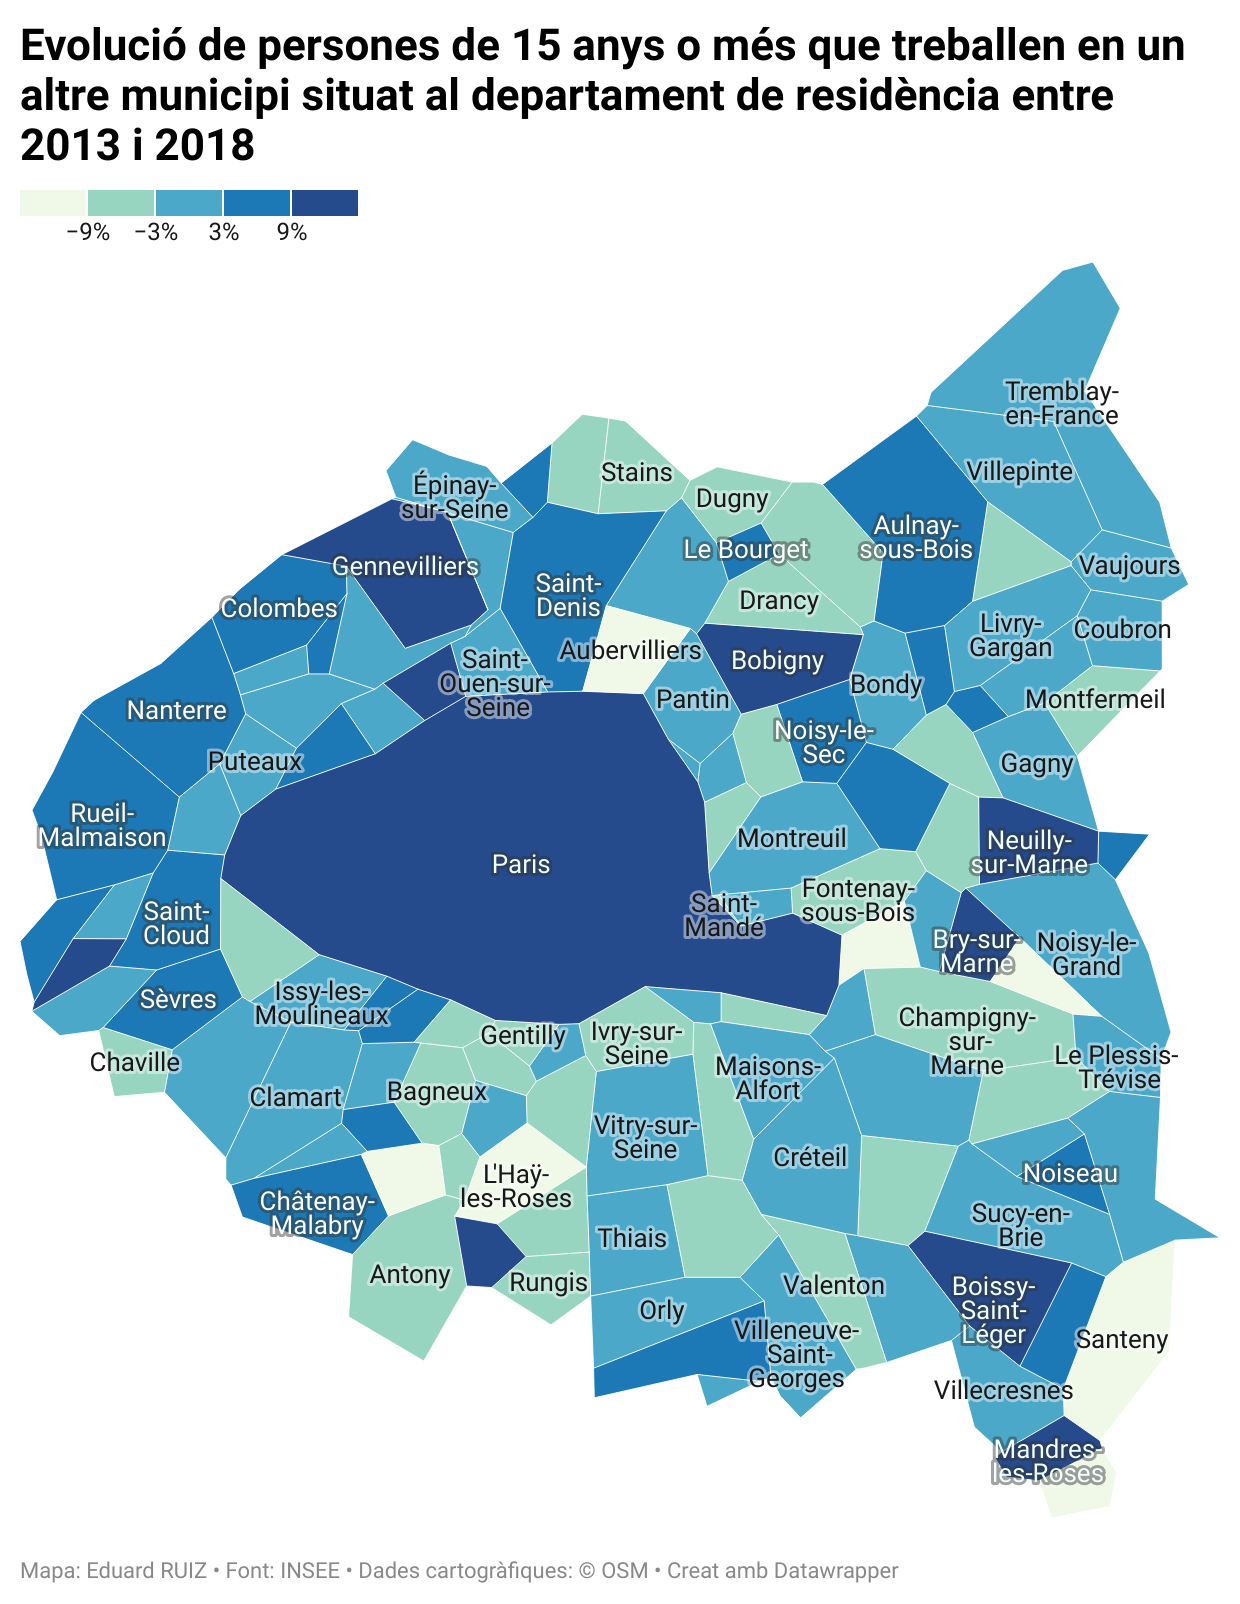 Evolució de persones de 15 anys o més que treballen en un
altre municipi situat al departament de residència entre
2013 i 2018
−9% −3% 3% 9%
Tremblay-
en-France
Villepinte
Stains
Épinay-
sur-Seine
Dugny
Aulnay-
sous-Bois
Le Bourget
Gennevilliers
Vaujours
Saint-
Denis
Drancy
Colombes
Livry-
Gargan
Coubron
Aubervilliers
Bobigny
Saint-
Ouen-sur-
Seine
Bondy
Pantin
Montfermeil
Nanterre
Noisy-le-
Sec
Puteaux
Gagny
Rueil-
Malmaison
Montreuil
Neuilly-
sur-Marne
Paris
Fontenay-
sous-Bois
Saint-
Mandé
Saint-
Cloud
Bry-sur-
Marne
Noisy-le-
Grand
Sèvres
Issy-les-
Moulineaux
Champigny-
sur-
Marne
Gentilly
Ivry-sur-
Seine
Chaville
Le Plessis-
Trévise
Maisons-
Alfort
Bagneux
Clamart
Vitry-sur-
Seine
Créteil
L'Haÿ-
les-Roses
Noiseau
Châtenay-
Malabry
Sucy-en-
Brie
Thiais
Antony
Rungis
Valenton
Boissy-
Saint-
Léger
Orly
Villeneuve-
Saint-
Georges
Santeny
Villecresnes
Mandres-
les-Roses
Mapa: Eduard RUIZ • Font: INSEE • Dades cartogràfiques: © OSM • Creat amb Datawrapper